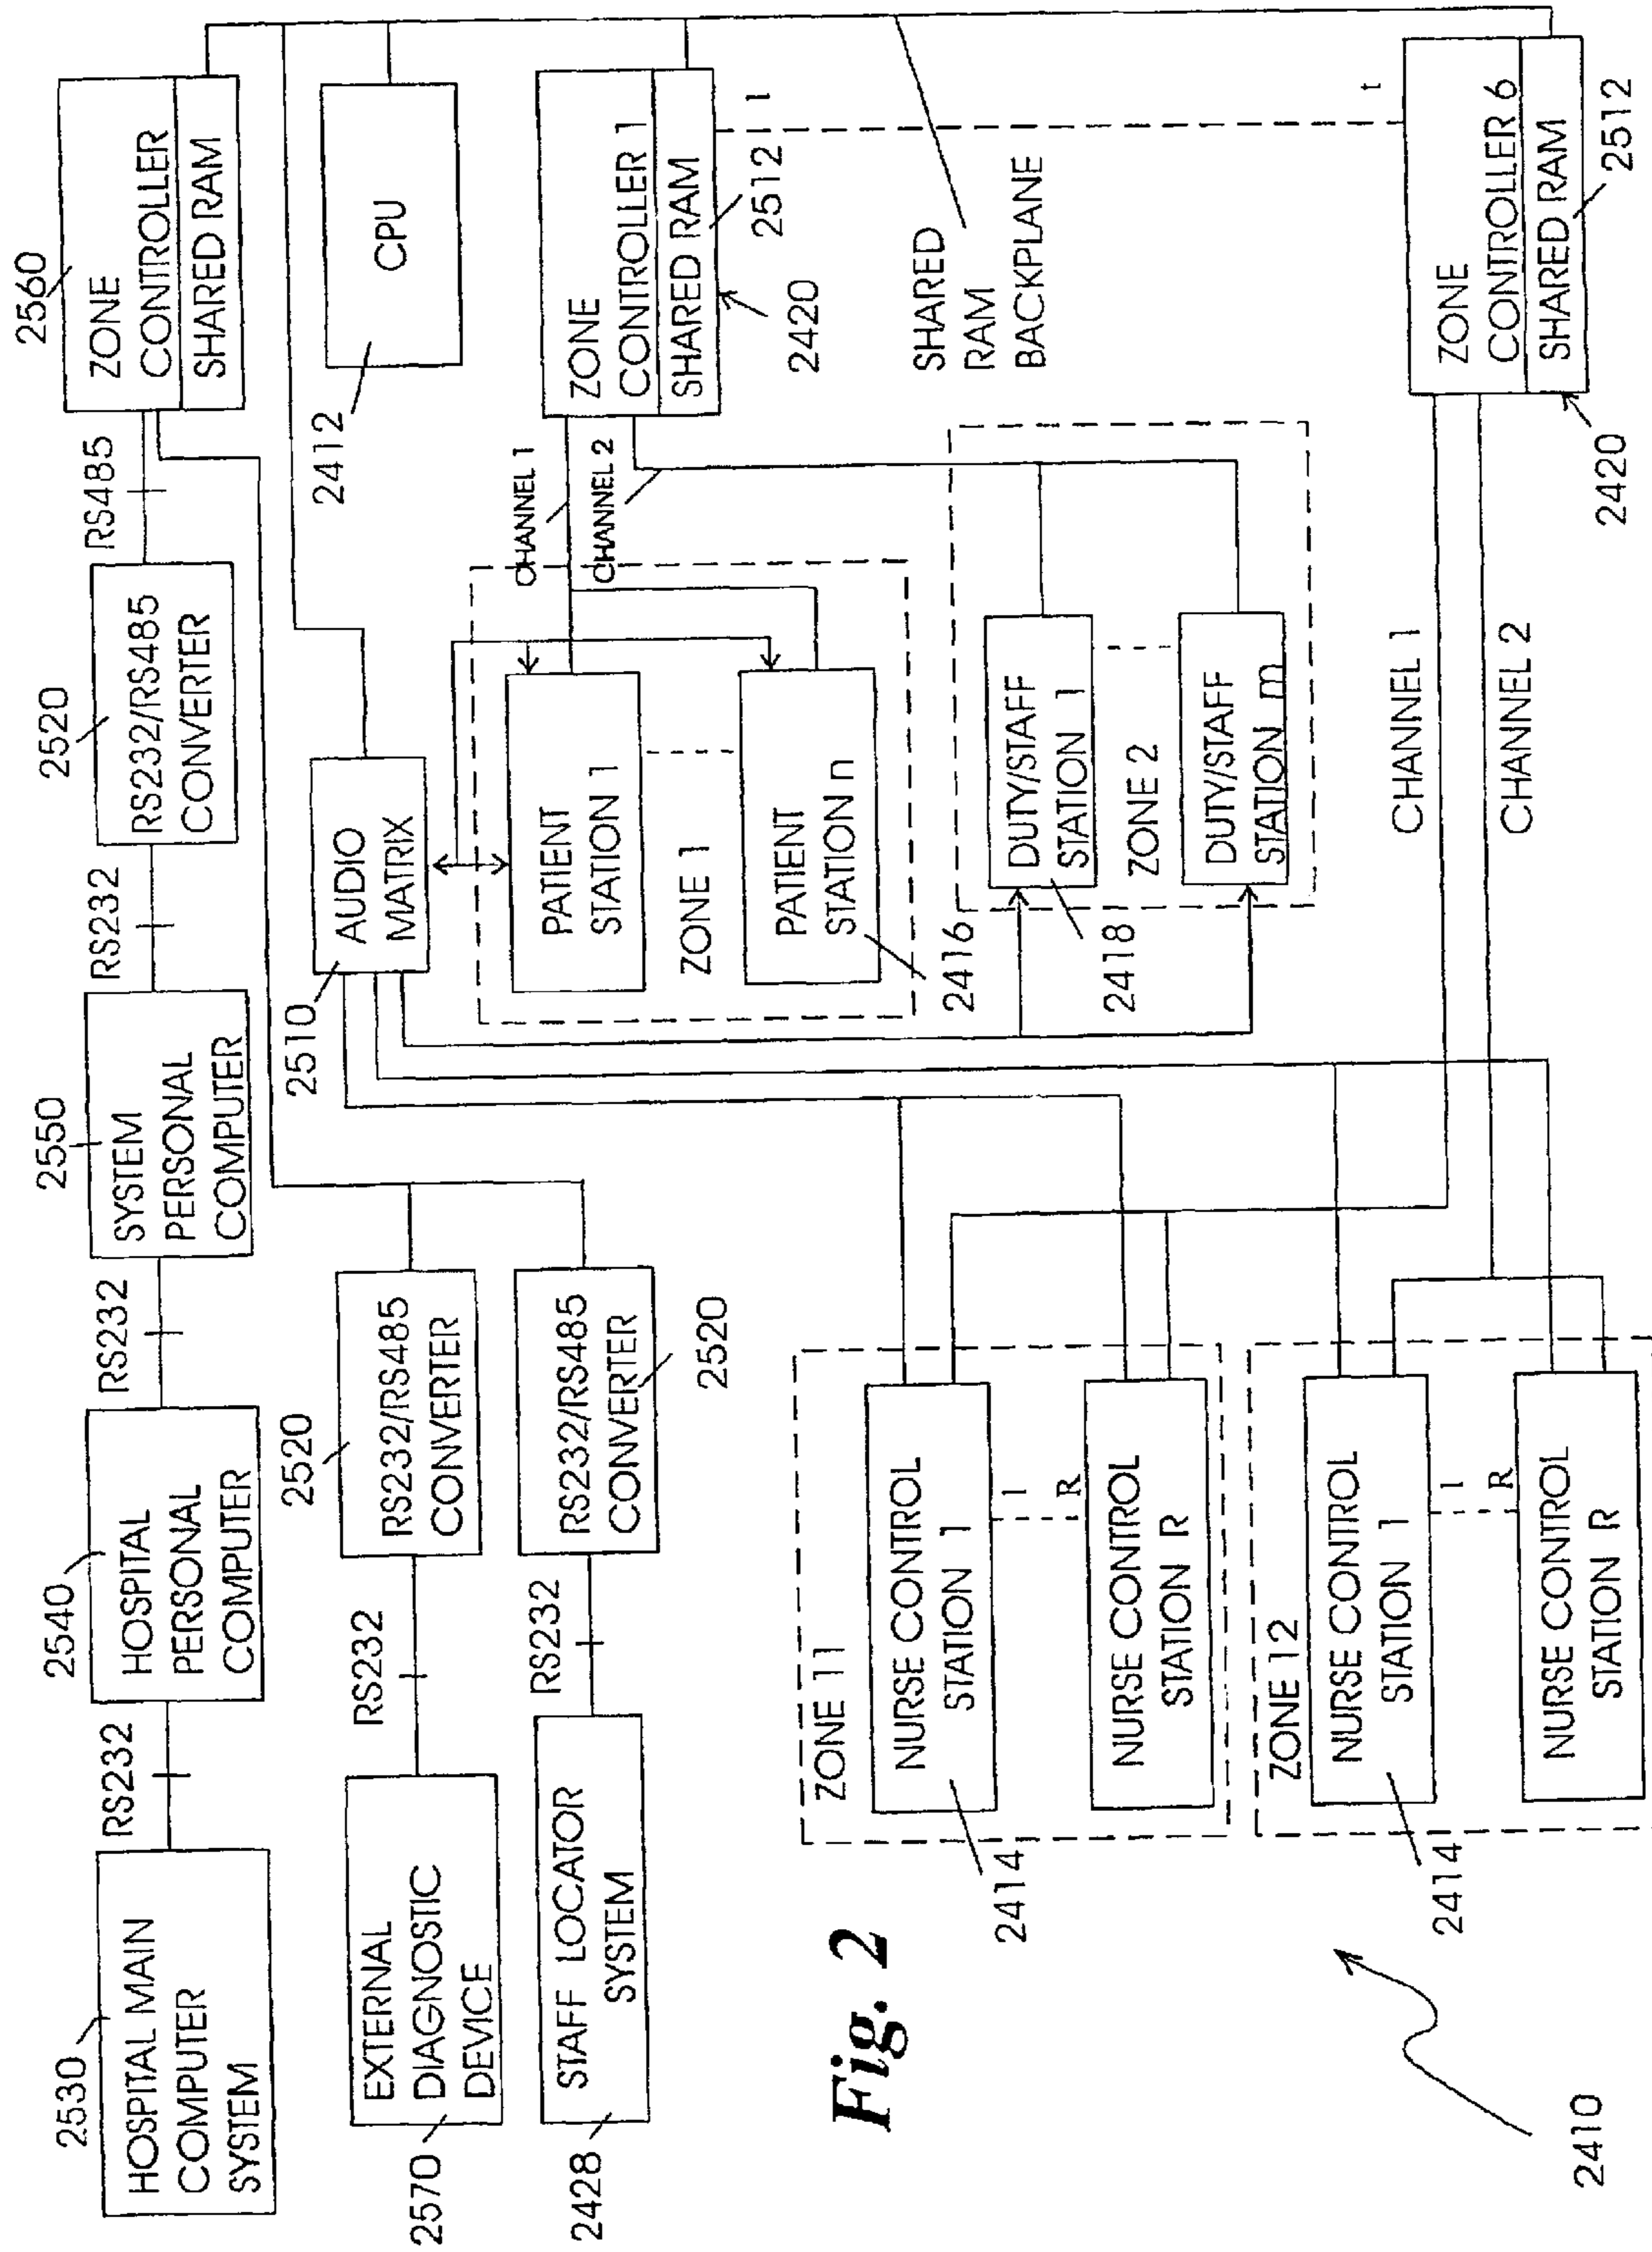 2530
HOSPITAL MAIN
COMPUTER
SYSTEM
RS232
2540
HOSPITAL
PERSONAL
COMPUTER
RS232
2550
SYSTEM
PERSONAL
COMPUTER
RS232
2520
RS232/RS485
CONVERTER
RS485
2560
ZONE
CONTROLLER
SHARED RAM
2570
EXTERNAL
DIAGNOSTIC
DEVICE
RS232
2520
RS232/RS485
CONVERTER
2428
STAFF LOCATOR
SYSTEM
RS232
RS232/RS485
CONVERTER
2520
2510
AUDIO
MATRIX
2412
CPU
CHANNEL 1
CHANNEL 2
PATIENT
STATION 1
ZONE 1
PATIENT
STATION n
2416
ZONE
CONTROLLER 1
SHARED RAM
2512
2420
1
t
SHARED
RAM
BACKPLANE
DUTY/STAFF
STATION 1
2418
ZONE 2
DUTY/STAFF
STATION m
Fig. 2
ZONE 11
NURSE CONTROL
STATION 1
1
R
NURSE CONTROL
STATION R
2414
ZONE 12
NURSE CONTROL
STATION 1
1
R
NURSE CONTROL
STATION R
2414
CHANNEL 1
CHANNEL 2
ZONE
CONTROLLER 6
SHARED RAM
2512
2420
2410